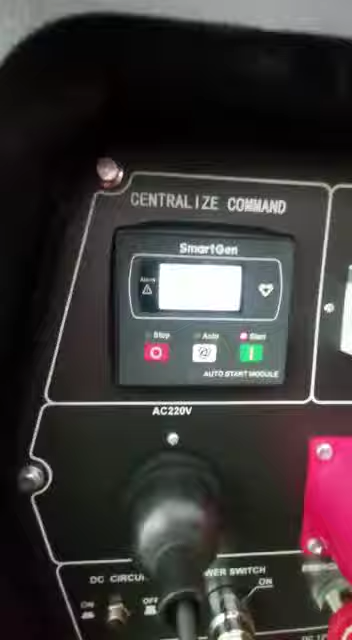 CENTRALIZE COMMAND
SmartGen
Alarm
Stop Auto Start
AUTO START MODULE
AC220V
DC CIRCU
WER SWITCH
ON OFF
ON